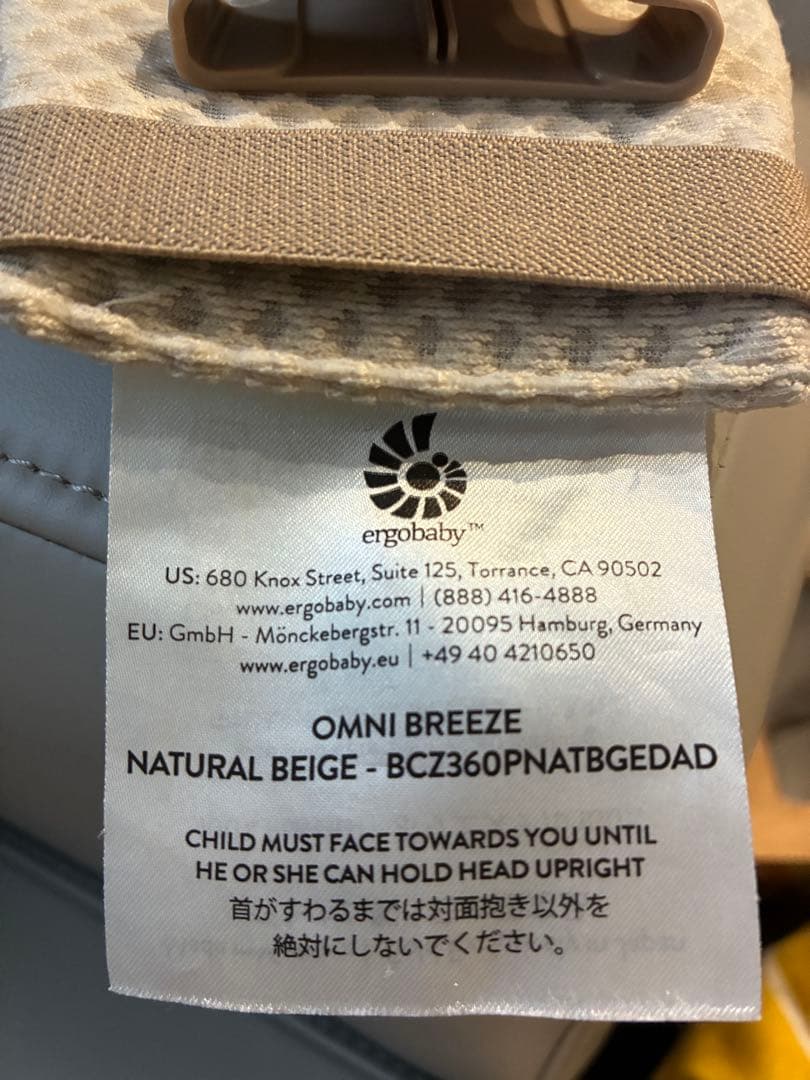 ergobaby™
US: 680 Knox Street, Suite 125, Torrance, CA 90502
www.ergobaby.com | (888) 416-4888
EU: GmbH - Mönckebergstr. 11 - 20095 Hamburg, Germany
www.ergobaby.eu | +49 40 4210650
OMNI BREEZE
NATURAL BEIGE - BCZ360PNATBGEDAD
CHILD MUST FACE TOWARDS YOU UNTIL
HE OR SHE CAN HOLD HEAD UPRIGHT
首がすわるまでは対面抱き以外を
絶対にしないでください。